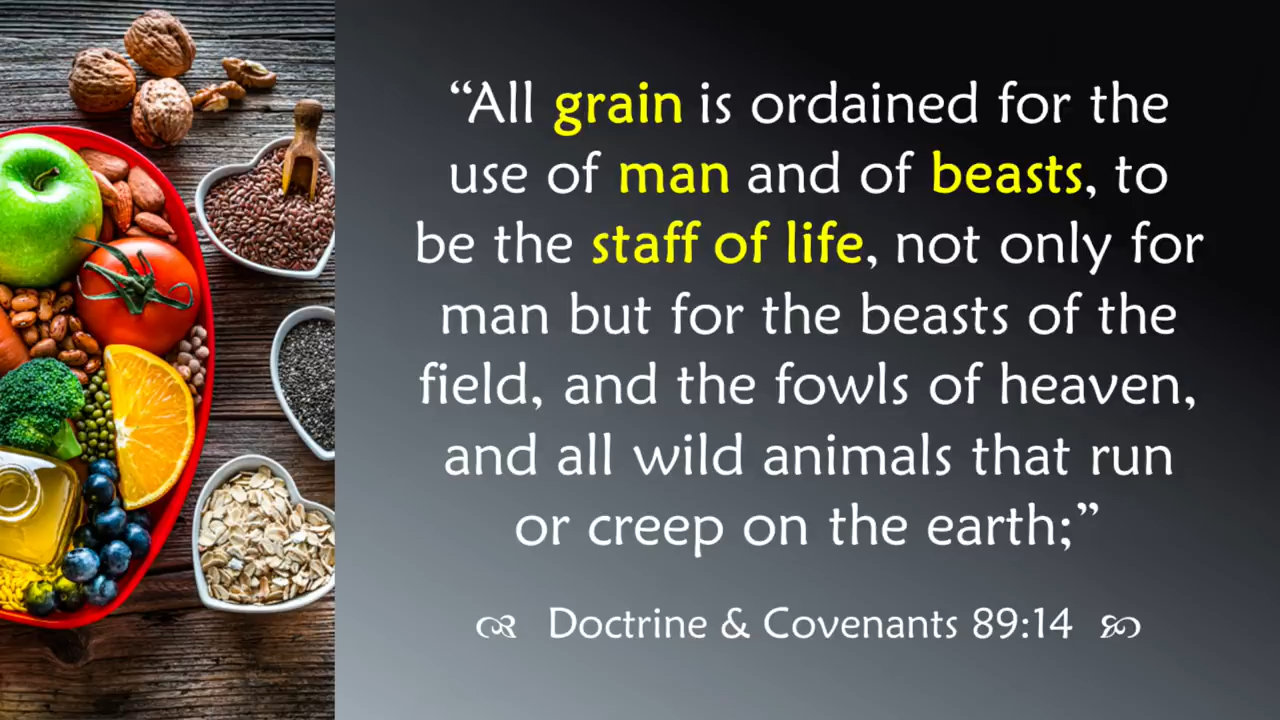 “All grain is ordained for the
use of man and of beasts, to
be the staff of life, not only for
man but for the beasts of the
field, and the fowls of heaven,
and all wild animals that run
or creep on the earth;”
Doctrine & Covenants 89:14